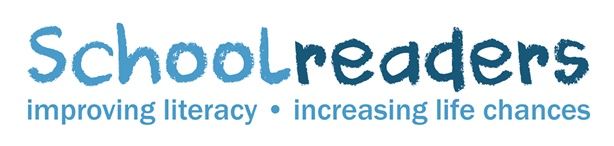 Schoolreaders
improving literacy • increasing life chances